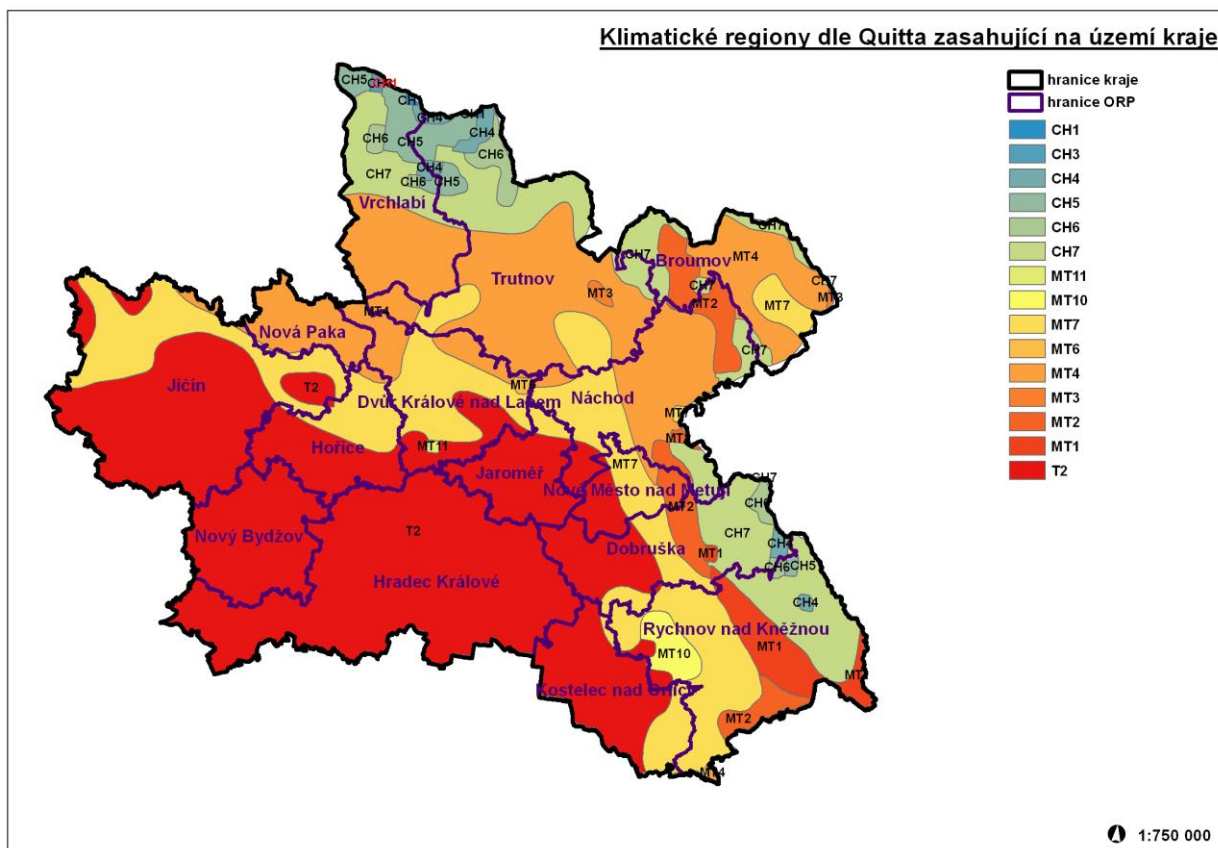 Klimatické regiony dle Quitta zasahující na území kraje
hranice kraje
hranice ORP
CH1
CH3
CH4
CH5
CH6
CH7
MT11
MT10
MT7
MT6
MT4
MT3
MT2
MT1
T2
CH5
CH4
CH4
CH6
CH5
CH6
CH4
CH7
CH6
CH5
Vrchlabí
CH7
CH7
Broumov
MT4
Trutnov
CH7
CH7
MT3
MT2
MT7
MT3
MT4
Nová Paka
CH7
Jičín
T2
Dvůr Králové nad Labem
Náchod
Hořice
MT11
MT7
Jaroměř
Nové Město nad Metují
CH7
MT2
Nový Bydžov
T2
CH7
Dobruška
MT1
CH6
CH5
Hradec Králové
CH4
Rychnov nad Kněžnou
MT1
MT10
Kostelec nad Orlicí
MT2
MT4
1:750 000